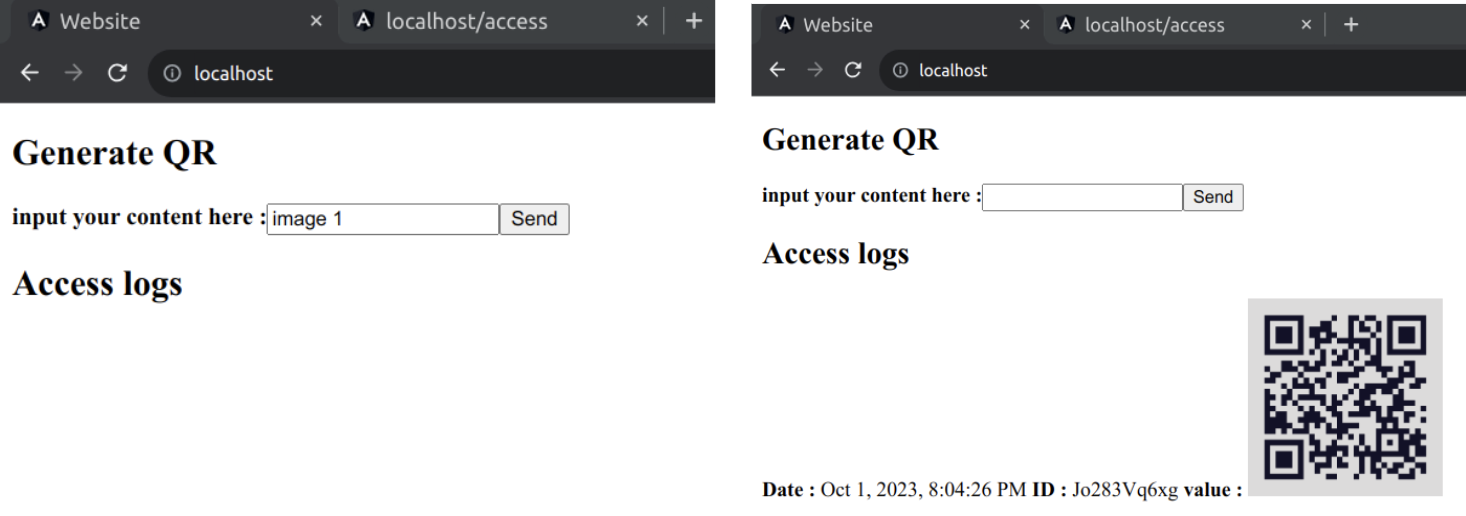 Website × localhost/access × +
localhost
Generate QR
input your content here : image 1 Send
Access logs
Website × localhost/access × +
localhost
Generate QR
input your content here : Send
Access logs
Date : Oct 1, 2023, 8:04:26 PM ID : Jo283Vq6xg value :